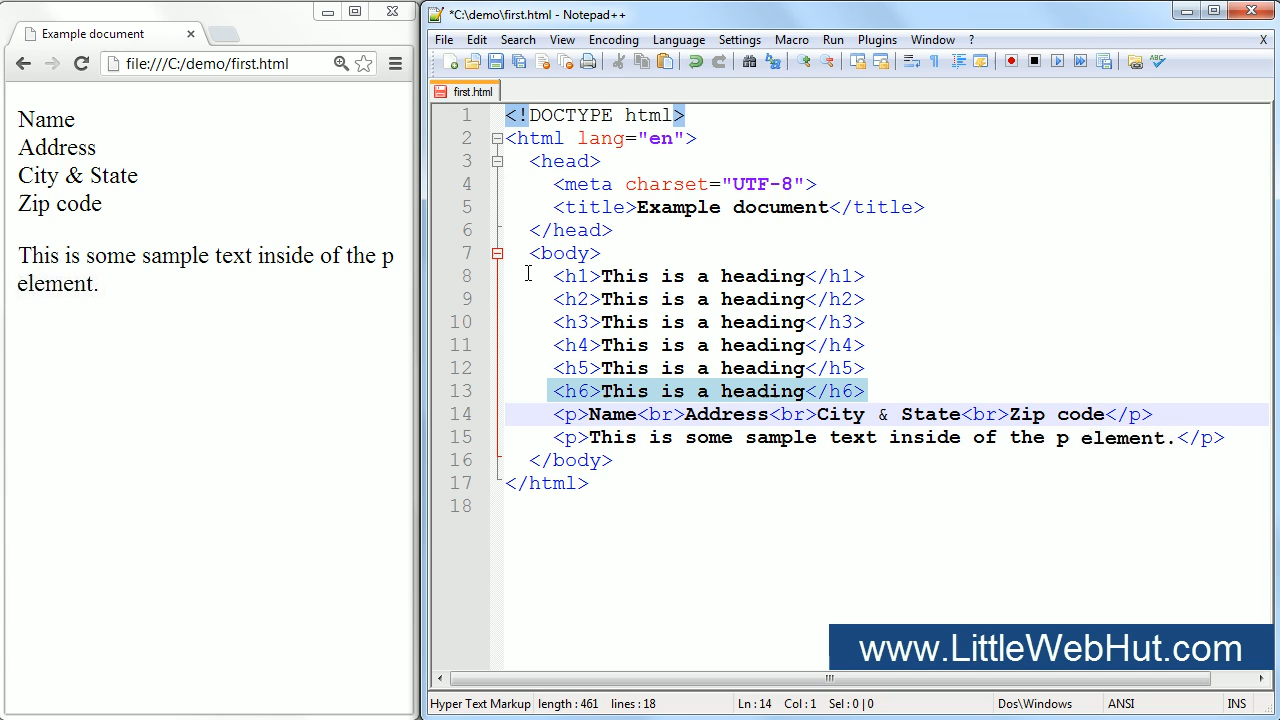 Example document
file:///C:/demo/first.html
Name
Address
City & State
Zip code
This is some sample text inside of the p
element.
*C:\demo\first.html - Notepad++
File Edit Search View Encoding Language Settings Macro Run Plugins Window ? X
first.html
1 <!DOCTYPE html>
2 <html lang="en">
3 <head>
4 <meta charset="UTF-8">
5 <title>Example document</title>
6 </head>
7 <body>
8 <h1>This is a heading</h1>
9 <h2>This is a heading</h2>
10 <h3>This is a heading</h3>
11 <h4>This is a heading</h4>
12 <h5>This is a heading</h5>
13 <h6>This is a heading</h6>
14 <p>Name<br>Address<br>City & State<br>Zip code</p>
15 <p>This is some sample text inside of the p element.</p>
16 </body>
17 </html>
18
www.LittleWebHut.com
Hyper Text Markup length : 461 lines : 18 Ln : 14 Col : 1 Sel : 0 | 0 Dos\Windows ANSI INS